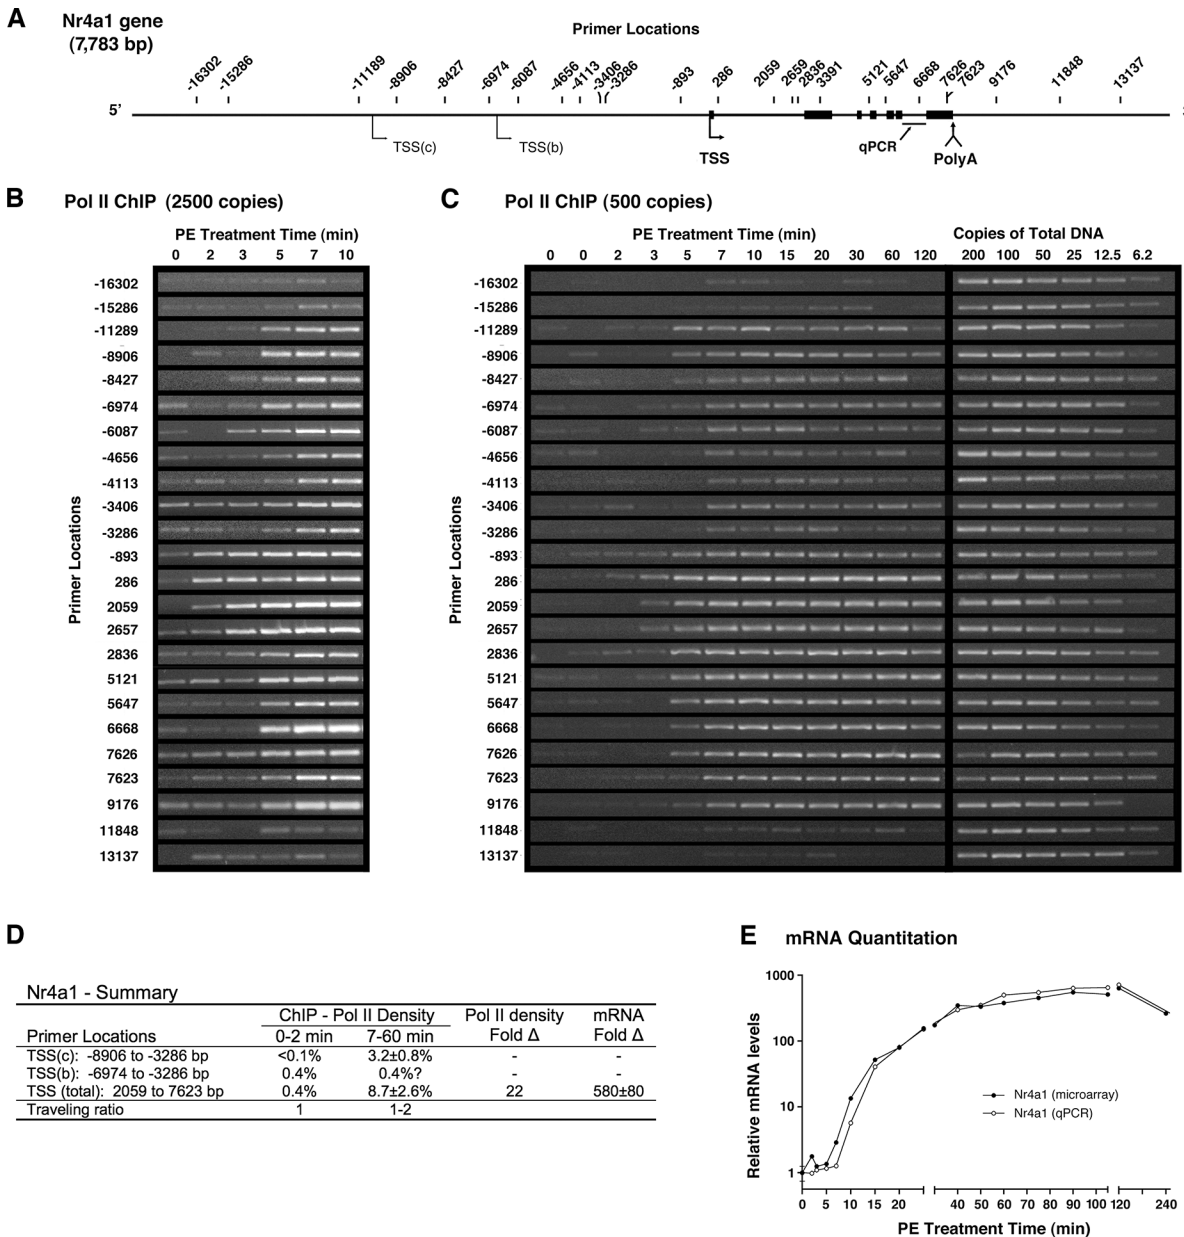 A
Nr4a1 gene
(7,783 bp)
Primer Locations
-16302 -15286 -11189 -8906 -8427 -6974 -6087 -4656 -4113 -3406 -3286 -893 286 2059 2659 2836 3391 5121 5647 6668 7626 7623 9176 11848 13137
5'
TSS(c) TSS(b) TSS qPCR PolyA
B Pol II ChIP (2500 copies)
PE Treatment Time (min)
0 2 3 5 7 10
Primer Locations
-16302
-15286
-11289
-8906
-8427
-6974
-6087
-4656
-4113
-3406
-3286
-893
286
2059
2657
2836
5121
5647
6668
7626
7623
9176
11848
13137
C Pol II ChIP (500 copies)
PE Treatment Time (min) Copies of Total DNA
0 0 2 3 5 7 10 15 20 30 60 120 200 100 50 25 12.5 6.2
Primer Locations
-16302
-15286
-11289
-8906
-8427
-6974
-6087
-4656
-4113
-3406
-3286
-893
286
2059
2657
2836
5121
5647
6668
7626
7623
9176
11848
13137
D
Nr4a1 - Summary
ChIP - Pol II Density Pol II density mRNA
Primer Locations 0-2 min 7-60 min Fold Δ Fold Δ
TSS(c): -8906 to -3286 bp <0.1% 3.2±0.8% - -
TSS(b): -6974 to -3286 bp 0.4% 0.4%? - -
TSS (total): 2059 to 7623 bp 0.4% 8.7±2.6% 22 580±80
Traveling ratio 1 1-2
E mRNA Quantitation
Relative mRNA levels
1000
100
10
1
Nr4a1 (microarray)
Nr4a1 (qPCR)
0 5 10 15 20 40 50 60 70 80 90 100 120 240
PE Treatment Time (min)